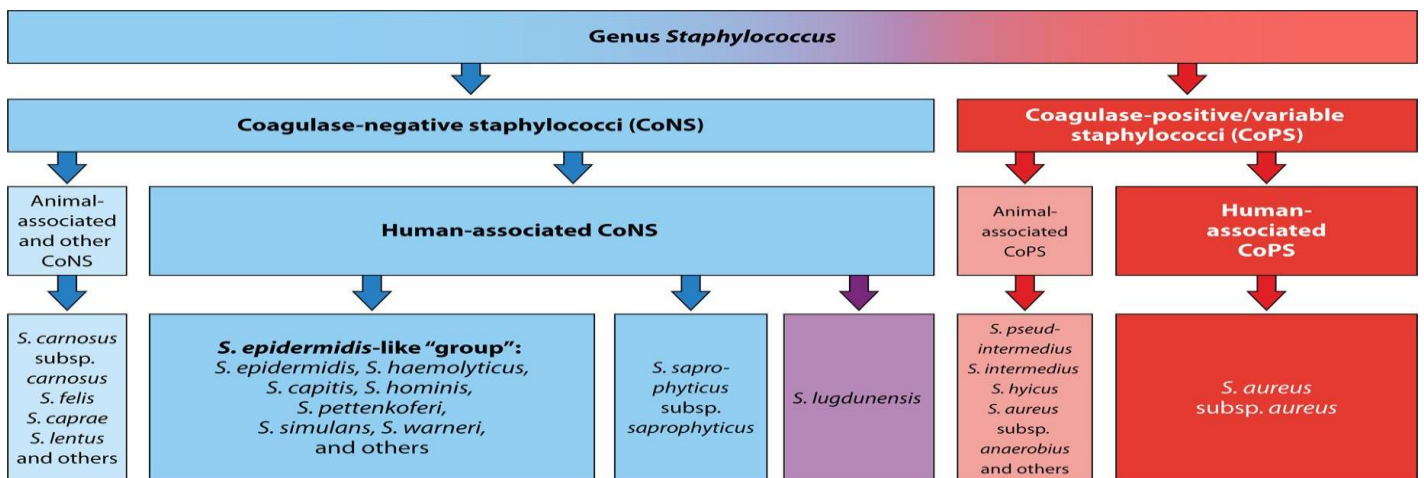 Genus Staphylococcus
Coagulase-negative staphylococci (CoNS)
Coagulase-positive/variable
staphylococci (CoPS)
Animal-
associated
and other
CoNS
Human-associated CoNS
Animal-
associated
CoPS
Human-
associated
CoPS
S. carnosus
subsp.
carnosus
S. felis
S. caprae
S. lentus
and others
S. epidermidis-like “group”:
S. epidermidis, S. haemolyticus,
S. capitis, S. hominis,
S. pettenkoferi,
S. simulans, S. warneri,
and others
S. sapro-
phyticus
subsp.
saprophyticus
S. lugdunensis
S. pseud-
intermedius
S. intermedius
S. hyicus
S. aureus
subsp.
anaerobius
and others
S. aureus
subsp. aureus